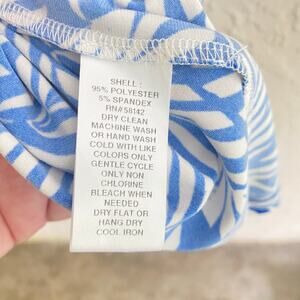 SHELL :
95% POLYESTER
5% SPANDEX
RN#58142
DRY CLEAN
MACHINE WASH
OR HAND WASH
COLD WITH LIKE
COLORS ONLY
GENTLE CYCLE
ONLY NON
CHLORINE
BLEACH WHEN
NEEDED
DRY FLAT OR
HANG DRY
COOL IRON